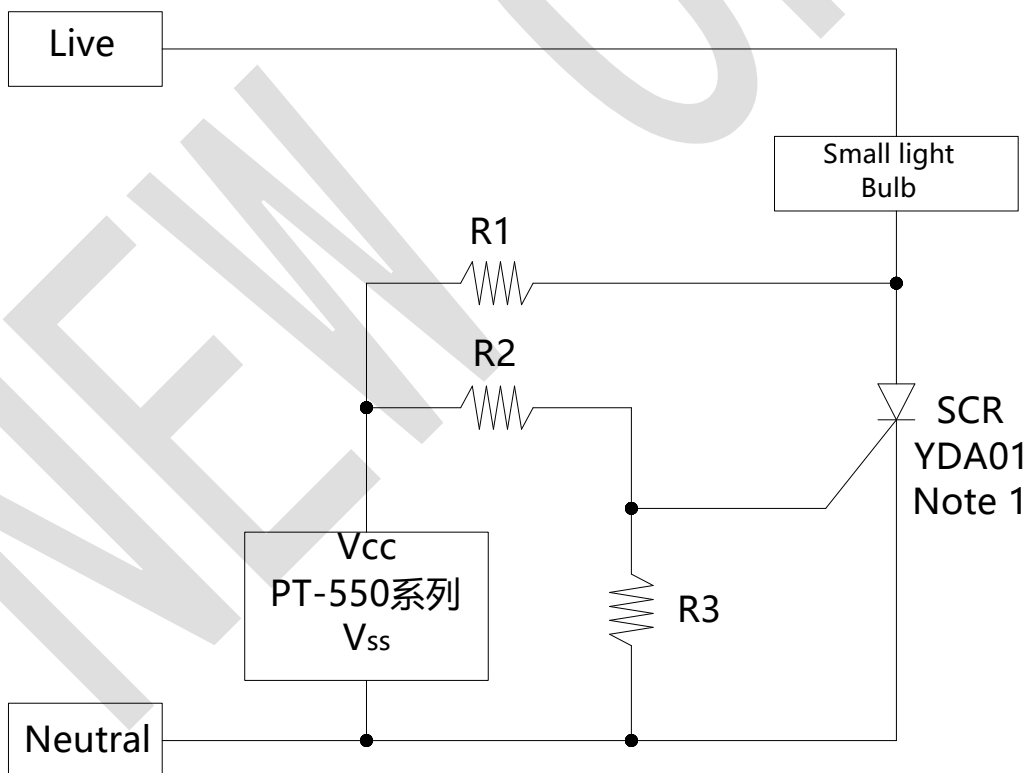 Live
Small light
Bulb
R1
R2
SCR
YDA01
Note 1
Vcc
PT-550系列
Vss
R3
Neutral
NEW